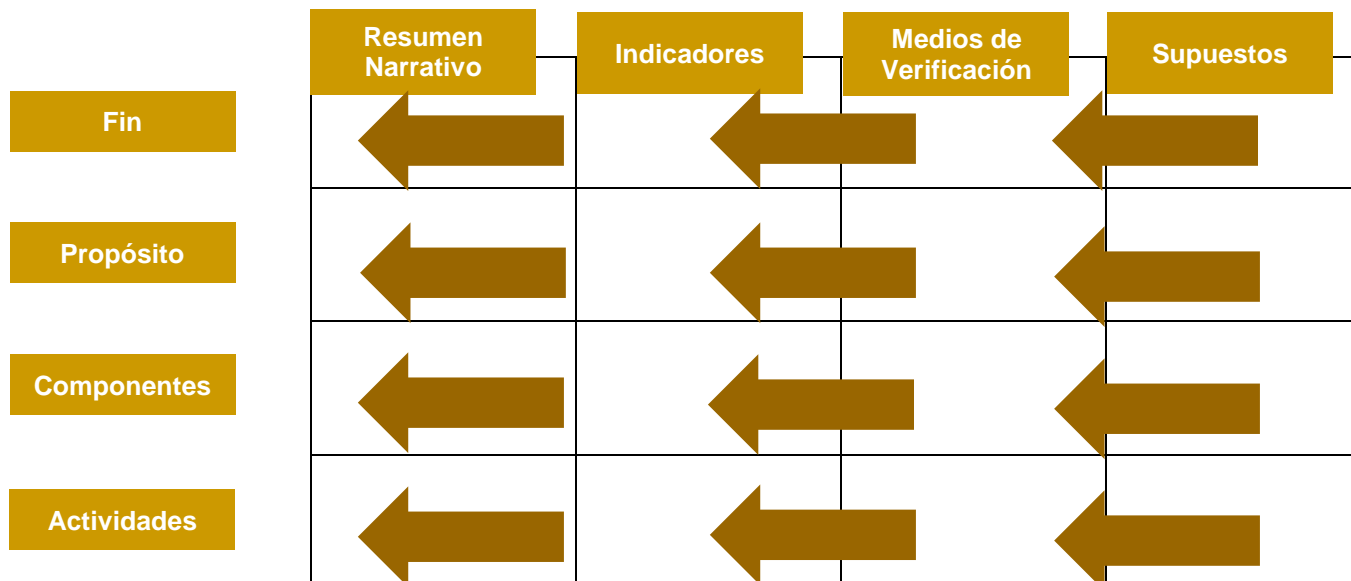 Resumen
Narrativo
Indicadores
Medios de
Verificación
Supuestos
Fin
Propósito
Componentes
Actividades